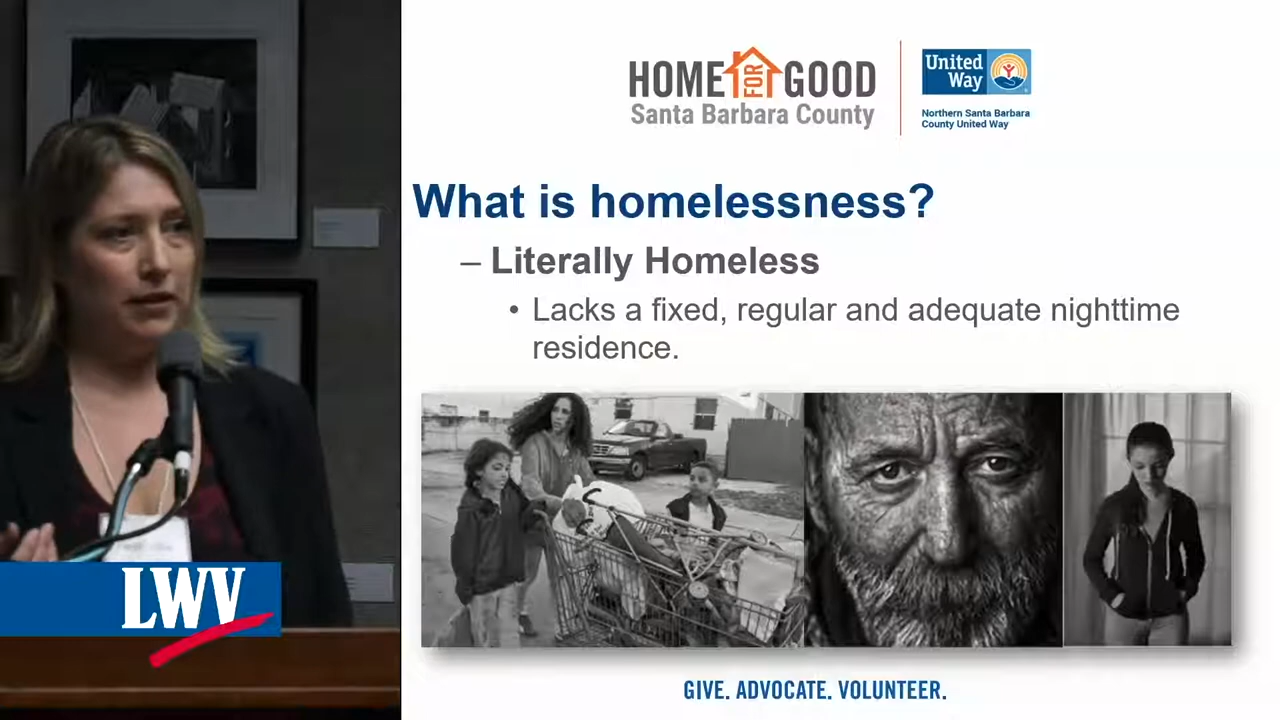 HOME FOR GOOD
Santa Barbara County
United
Way
Northern Santa Barbara
County United Way
What is homelessness?
– Literally Homeless
• Lacks a fixed, regular and adequate nighttime
residence.
LWV
GIVE. ADVOCATE. VOLUNTEER.